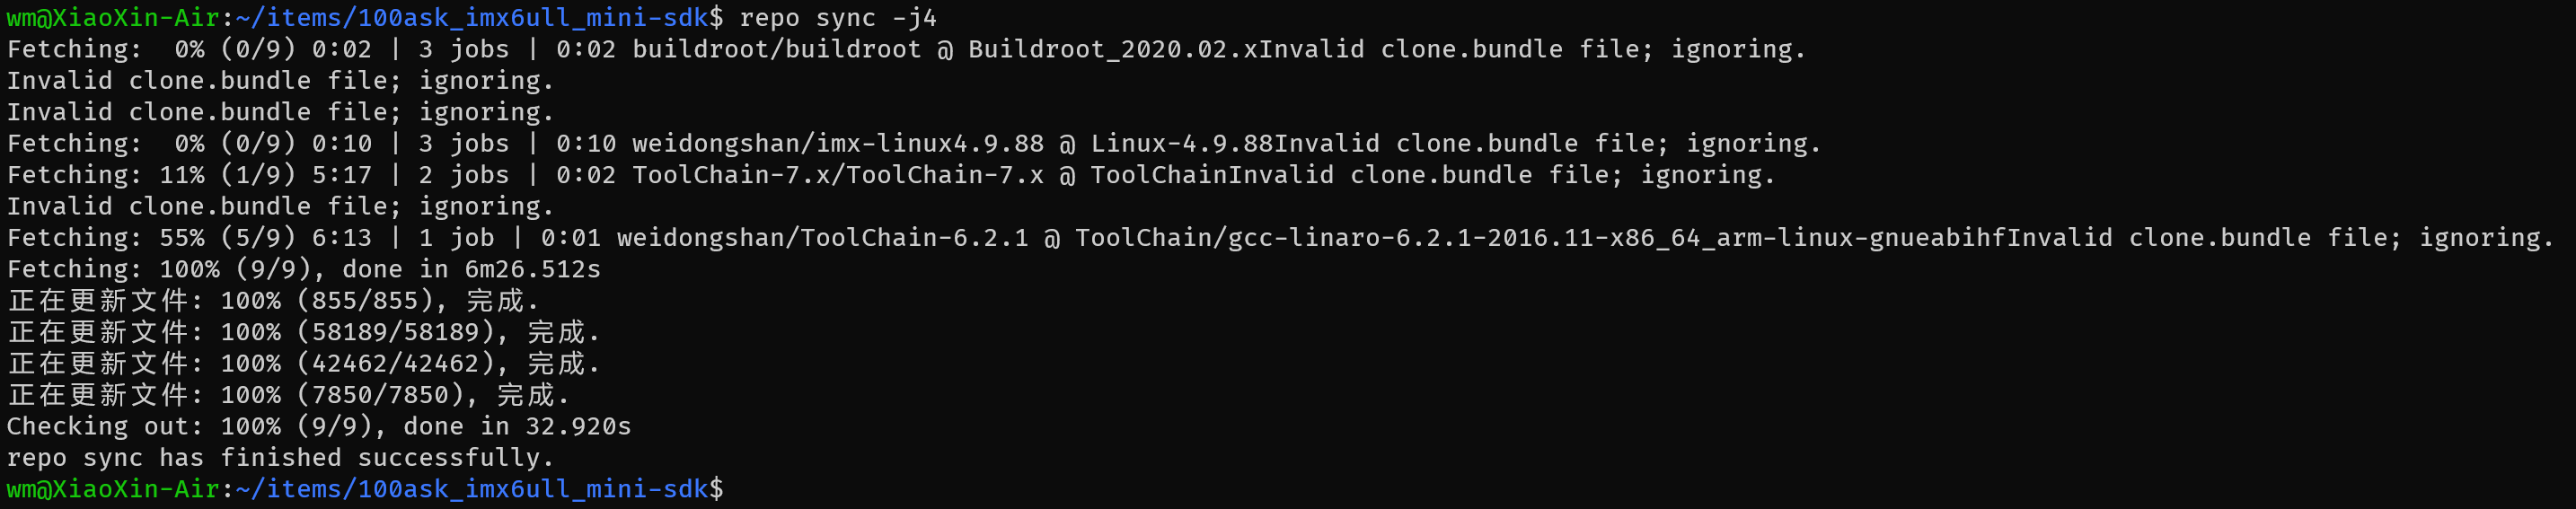 wm@XiaoXin-Air:~/items/100ask_imx6ull_mini-sdk$ repo sync -j4
Fetching:  0% (0/9) 0:02 | 3 jobs | 0:02 buildroot/buildroot @ Buildroot_2020.02.xInvalid clone.bundle file; ignoring.
Invalid clone.bundle file; ignoring.
Invalid clone.bundle file; ignoring.
Fetching:  0% (0/9) 0:10 | 3 jobs | 0:10 weidongshan/imx-linux4.9.88 @ Linux-4.9.88Invalid clone.bundle file; ignoring.
Fetching: 11% (1/9) 5:17 | 2 jobs | 0:02 ToolChain-7.x/ToolChain-7.x @ ToolChainInvalid clone.bundle file; ignoring.
Invalid clone.bundle file; ignoring.
Fetching: 55% (5/9) 6:13 | 1 job | 0:01 weidongshan/ToolChain-6.2.1 @ ToolChain/gcc-linaro-6.2.1-2016.11-x86_64_arm-linux-gnueabihfInvalid clone.bundle file; ignoring.
Fetching: 100% (9/9), done in 6m26.512s
正在更新文件: 100% (855/855), 完成.
正在更新文件: 100% (58189/58189), 完成.
正在更新文件: 100% (42462/42462), 完成.
正在更新文件: 100% (7850/7850), 完成.
Checking out: 100% (9/9), done in 32.920s
repo sync has finished successfully.
wm@XiaoXin-Air:~/items/100ask_imx6ull_mini-sdk$